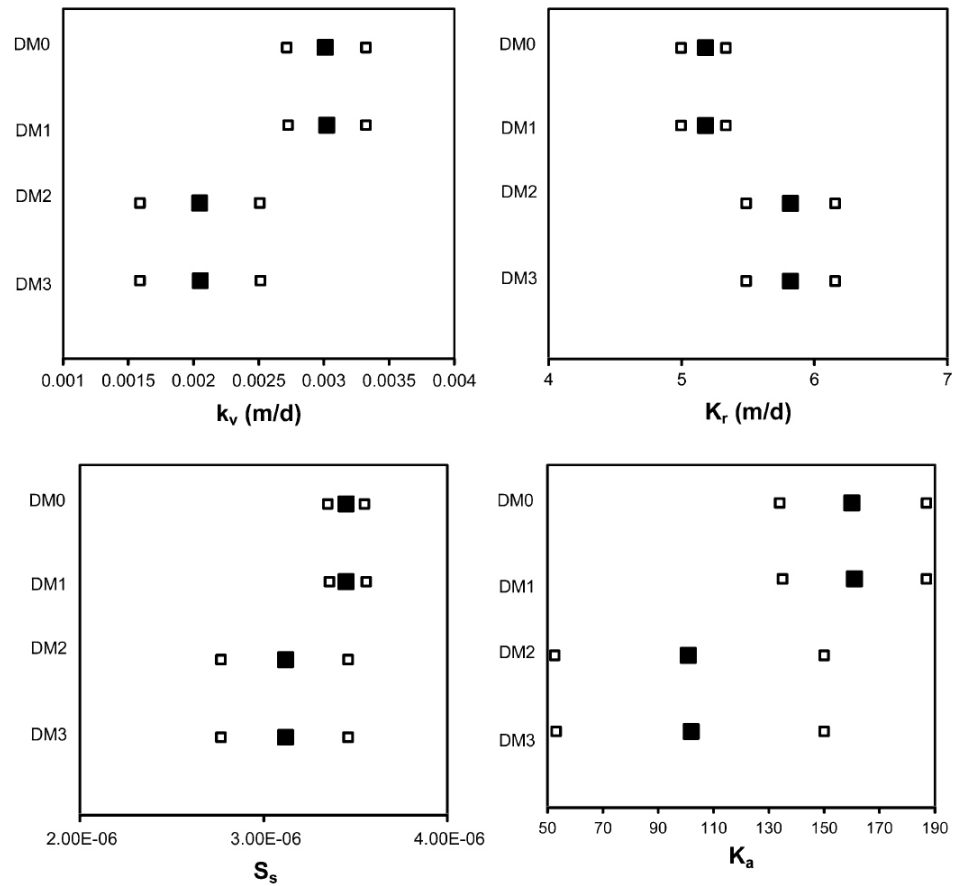 DM0
DM1
DM2
DM3
0.001 0.0015 0.002 0.0025 0.003 0.0035 0.004
kv (m/d)
DM0
DM1
DM2
DM3
4 5 6 7
Kr (m/d)
DM0
DM1
DM2
DM3
2.00E-06 3.00E-06 4.00E-06
Ss
DM0
DM1
DM2
DM3
50 70 90 110 130 150 170 190
Ka